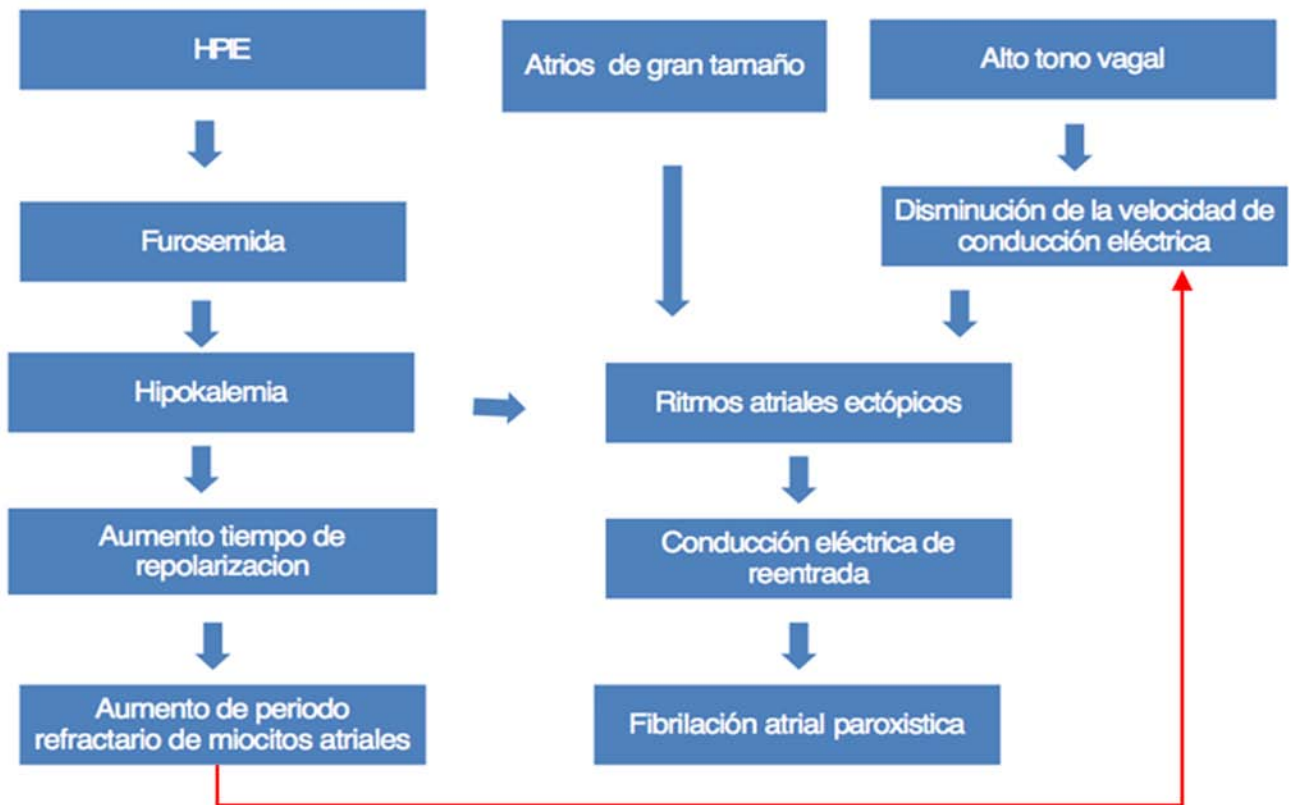 HPIE
Atrios de gran tamaño
Alto tono vagal
Furosemida
Disminución de la velocidad de
conducción eléctrica
Hipokalemia
Ritmos atriales ectópicos
Aumento tiempo de
repolarizacion
Conducción eléctrica de
reentrada
Aumento de periodo
refractario de miocitos atriales
Fibrilación atrial paroxistica